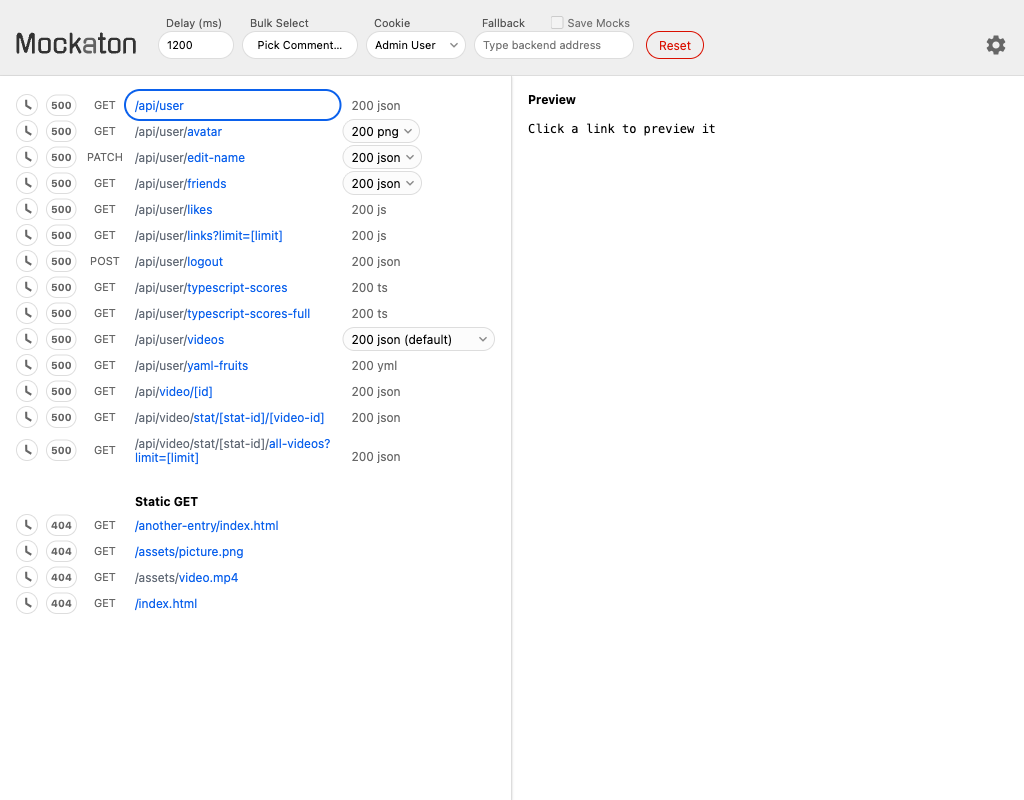 Mockaton
Delay (ms)
1200
Bulk Select
Pick Comment...
Cookie
Admin User
Fallback
Save Mocks
Type backend address
Reset
500 GET /api/user 200 json
500 GET /api/user/avatar 200 png
500 PATCH /api/user/edit-name 200 json
500 GET /api/user/friends 200 json
500 GET /api/user/likes 200 js
500 GET /api/user/links?limit=[limit] 200 js
500 POST /api/user/logout 200 json
500 GET /api/user/typescript-scores 200 ts
500 GET /api/user/typescript-scores-full 200 ts
500 GET /api/user/videos 200 json (default)
500 GET /api/user/yaml-fruits 200 yml
500 GET /api/video/[id] 200 json
500 GET /api/video/stat/[stat-id]/[video-id] 200 json
500 GET /api/video/stat/[stat-id]/all-videos?
limit=[limit] 200 json
Static GET
404 GET /another-entry/index.html
404 GET /assets/picture.png
404 GET /assets/video.mp4
404 GET /index.html
Preview
Click a link to preview it